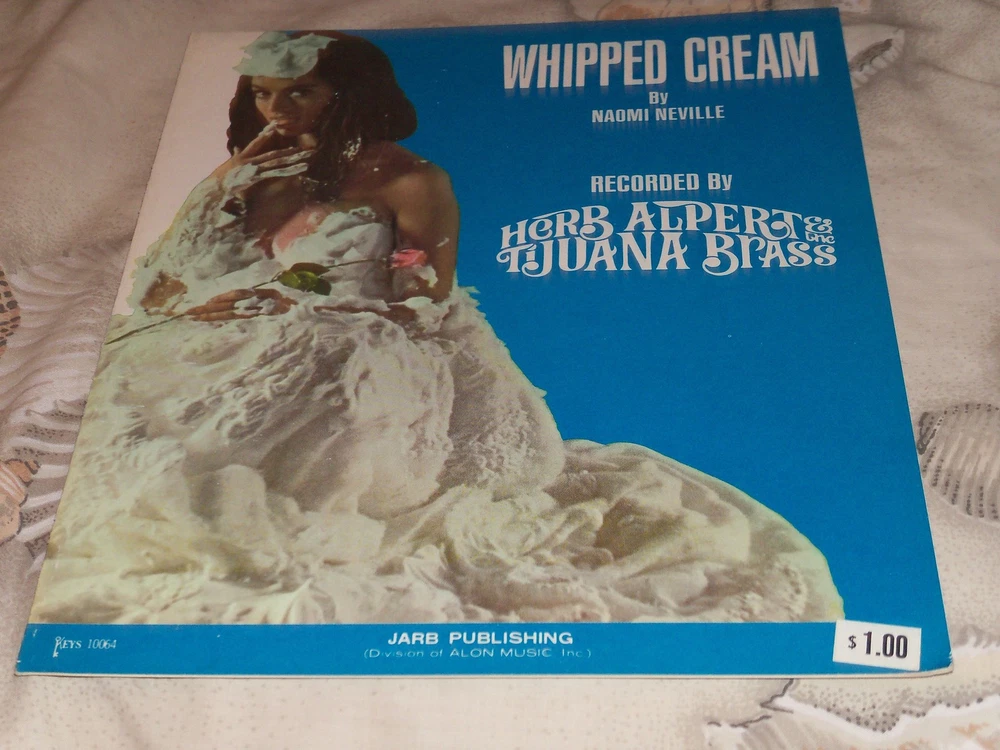 WHIPPED CREAM
By
NAOMI NEVILLE
RECORDED By
HERB ALPERT & the
TIJUANA BRASS
KEYS 10064
JARB PUBLISHING
(Division of ALON MUSIC Inc.)
$1.00